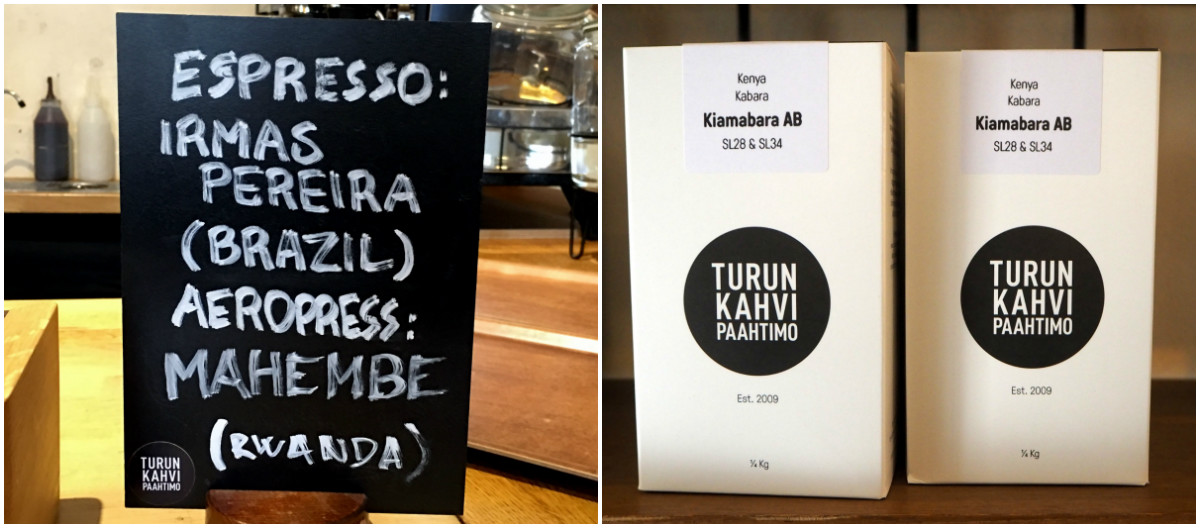 ESPRESSO:
IRMAS
PEREIRA
(BRAZIL)
AEROPRESS:
MAHEMBE
(RWANDA)
TURUN
KAHVI
PAAHTIMO
Kenya
Kabara
Kiamabara AB
SL28 & SL34
TURUN
KAHVI
PAAHTIMO
Est. 2009
¼ Kg
Kenya
Kabara
Kiamabara AB
SL28 & SL34
TURUN
KAHVI
PAAHTIMO
Est. 2009
¼ Kg